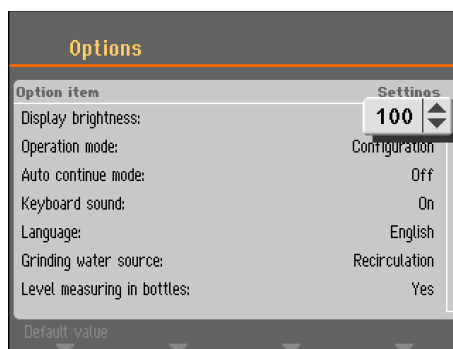 Options
Option item Settings
Display brightness: 100
Operation mode: Configuration
Auto continue mode: Off
Keyboard sound: On
Language: English
Grinding water source: Recirculation
Level measuring in bottles: Yes
Default value